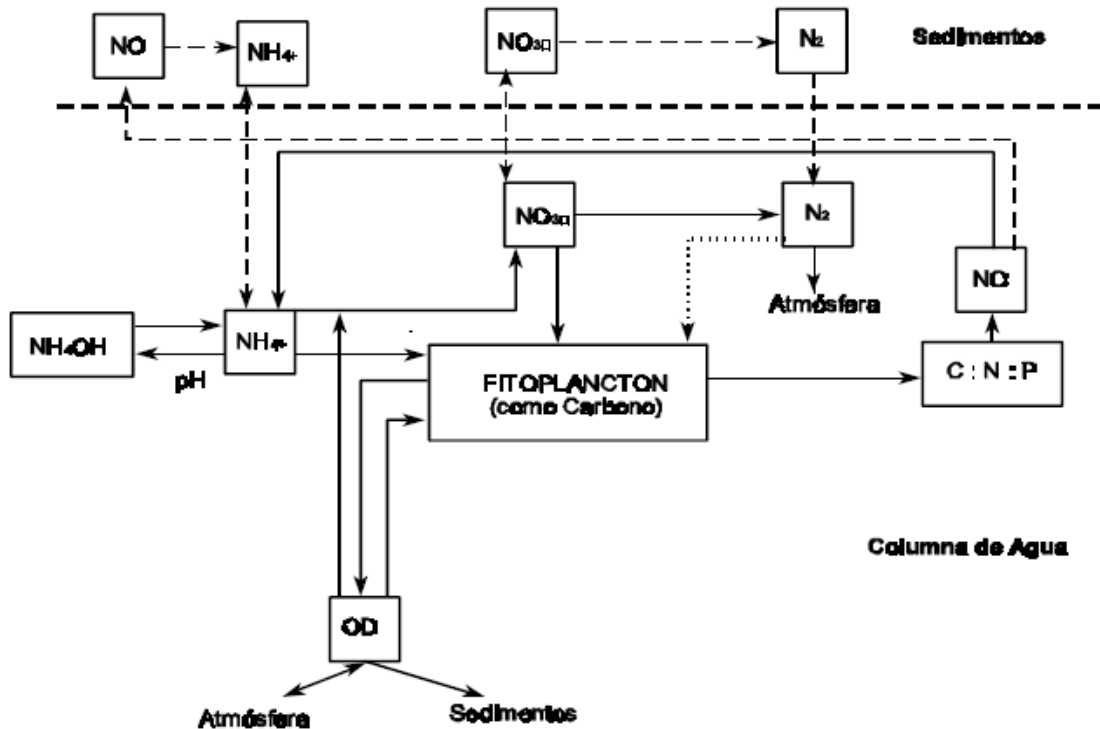 NO
NH₄₊
NO₃□
N₂
Sedimentos
NO₃□
N₂
Atmósfera
NO
NH₄OH
NH₄₊
pH
FITOPLANCTON
(como Carbono)
C : N : P
Columna de Agua
OD
Atmósfera
Sedimentos